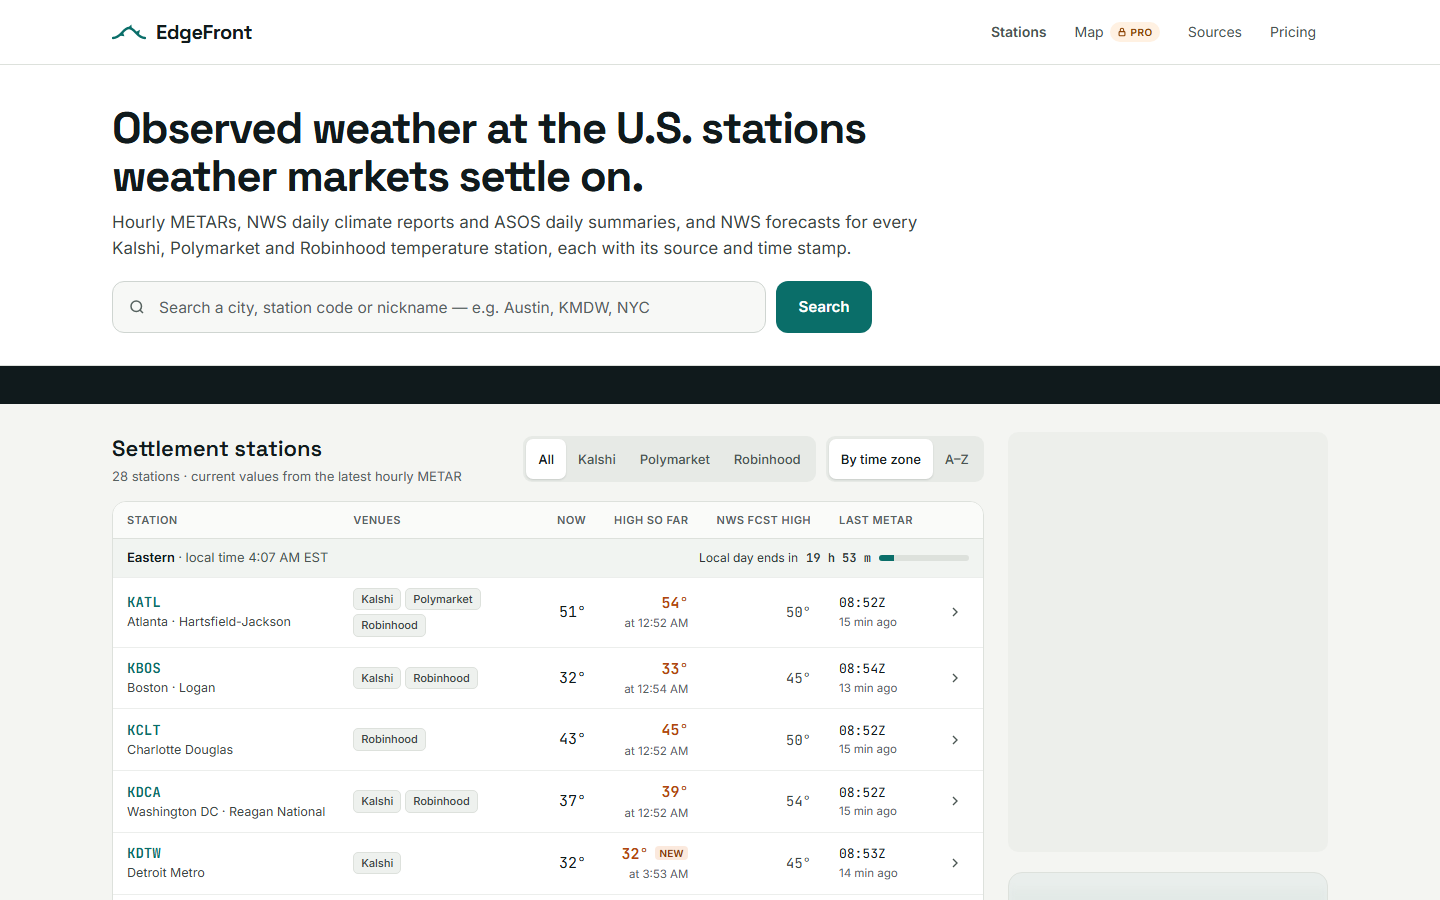 EdgeFront
Stations Map PRO Sources Pricing
Observed weather at the U.S. stations
weather markets settle on.
Hourly METARs, NWS daily climate reports and ASOS daily summaries, and NWS forecasts for every
Kalshi, Polymarket and Robinhood temperature station, each with its source and time stamp.
Search a city, station code or nickname — e.g. Austin, KMDW, NYC
Search
Settlement stations
28 stations · current values from the latest hourly METAR
All Kalshi Polymarket Robinhood
By time zone A–Z
STATION VENUES NOW HIGH SO FAR NWS FCST HIGH LAST METAR
Eastern · local time 4:07 AM EST Local day ends in 19 h 53 m
KATL
Atlanta · Hartsfield-Jackson
Kalshi Polymarket
Robinhood
51°
54°
at 12:52 AM
50°
08:52Z
15 min ago
KBOS
Boston · Logan
Kalshi Robinhood
32°
33°
at 12:54 AM
45°
08:54Z
13 min ago
KCLT
Charlotte Douglas
Robinhood
43°
45°
at 12:52 AM
50°
08:52Z
15 min ago
KDCA
Washington DC · Reagan National
Kalshi Robinhood
37°
39°
at 12:52 AM
54°
08:52Z
15 min ago
KDTW
Detroit Metro
Kalshi
32°
32° NEW
at 3:53 AM
45°
08:53Z
14 min ago